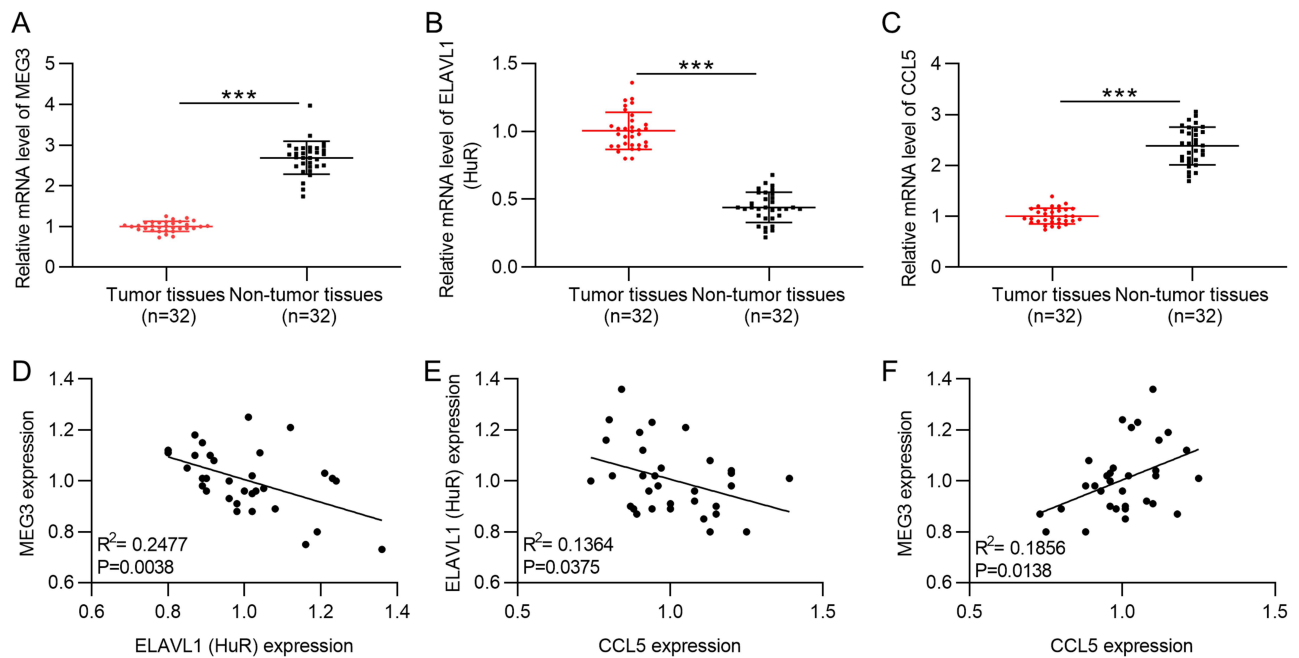 A
Relative mRNA level of MEG3
5
4
3
2
1
0
***
Tumor tissues
(n=32)
Non-tumor tissues
(n=32)
B
Relative mRNA level of ELAVL1
(HuR)
1.5
1.0
0.5
0.0
***
Tumor tissues
(n=32)
Non-tumor tissues
(n=32)
C
Relative mRNA level of CCL5
4
3
2
1
0
***
Tumor tissues
(n=32)
Non-tumor tissues
(n=32)
D
MEG3 expression
1.4
1.2
1.0
0.8
0.6
R²= 0.2477
P=0.0038
0.6 0.8 1.0 1.2 1.4
ELAVL1 (HuR) expression
E
ELAVL1 (HuR) expression
1.4
1.2
1.0
0.8
0.6
R²= 0.1364
P=0.0375
0.5 1.0 1.5
CCL5 expression
F
MEG3 expression
1.4
1.2
1.0
0.8
0.6
R²= 0.1856
P=0.0138
0.5 1.0 1.5
CCL5 expression